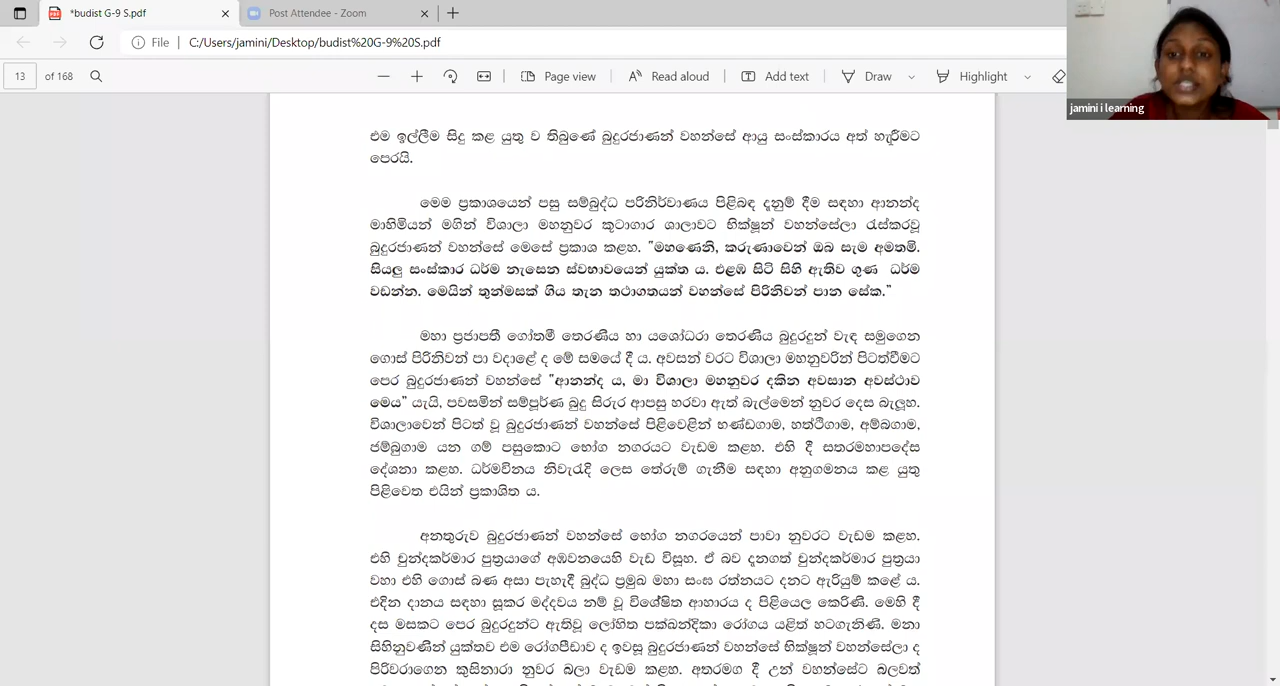 *budist G-9 S.pdf
Post Attendee - Zoom
File
C:/Users/jamini/Desktop/budist%20G-9%20S.pdf
13 of 168
Page view
Read aloud
Add text
Draw
Highlight
jamini i learning
එම ඉල්ලීම සිදු කළ යුතු ව තිබුණේ බුදුරජාණන් වහන්සේ ආයු සංස්කාරය අත් හැරීමට
පෙරයි.
මෙම ප්‍රකාශයෙන් පසු සම්බුද්ධ පරිනිර්වාණය පිළිබඳ දැනුම් දීම සඳහා ආනන්ද
මාහිමියන් මගින් විශාලා මහනුවර කූටාගාර ශාලාවට භික්ෂූන් වහන්සේලා රැස්කරවූ
බුදුරජාණන් වහන්සේ මෙසේ ප්‍රකාශ කළහ. "මහණෙනි, කරුණාවෙන් ඔබ සැම අමතමි.
සියලු සංස්කාර ධර්ම නැසෙන ස්වභාවයෙන් යුක්ත ය. එළඹ සිටි සිහි ඇතිව ගුණ ධර්ම
වඩන්න. මෙයින් තුන්මසක් ගිය තැන තථාගතයන් වහන්සේ පිරිනිවන් පාන සේක."
මහා ප්‍රජාපතී ගෝතමී තෙරණිය හා යශෝධරා තෙරණිය බුදුරදුන් වැඳ සමුගෙන
ගොස් පිරිනිවන් පා වදාළේ ද මේ සමයේ දී ය. අවසන් වරට විශාලා මහනුවරින් පිටත්වීමට
පෙර බුදුරජාණන් වහන්සේ "ආනන්ද ය, මා විශාලා මහනුවර දකින අවසාන අවස්ථාව
මෙය" යැයි, පවසමින් සම්පූර්ණ බුදු සිරුර ආපසු හරවා ඇත් බැල්මෙන් නුවර දෙස බැලූහ.
විශාලාවෙන් පිටත් වූ බුදුරජාණන් වහන්සේ පිළිවෙළින් භණ්ඩගාම, හත්ථිගාම, අම්බගාම,
ජම්බුගාම යන ගම් පසුකොට භෝග නගරයට වැඩම කළහ. එහි දී සතරමහාපදේස
දේශනා කළහ. ධර්මවිනය නිවැරැදි ලෙස තේරුම් ගැනීම සඳහා අනුගමනය කළ යුතු
පිළිවෙත එයින් ප්‍රකාශිත ය.
අනතුරුව බුදුරජාණන් වහන්සේ භෝග නගරයෙන් පාවා නුවරට වැඩම කළහ.
එහි චුන්දකර්මාර පුත්‍රයාගේ අඹවනයෙහි වැඩ විසූහ. ඒ බව දැනගත් චුන්දකර්මාර පුත්‍රයා
වහා එහි ගොස් බණ අසා පැහැදී බුද්ධ ප්‍රමුඛ මහා සංඝ රත්නයට දනට ඇරියුම් කළේ ය.
එදින දානය සඳහා සූකර මද්දවය නම් වූ විශේෂිත ආහාරය ද පිළියෙල කෙරිණි. මෙහි දී
දස මසකට පෙර බුදුරදුන්ට ඇතිවූ ලෝහිත පක්ඛන්දිකා රෝගය යළිත් හටගැනිණි. මනා
සිහිනුවණින් යුක්තව එම රෝගපීඩාව ද ඉවසූ බුදුරජාණන් වහන්සේ භික්ෂූන් වහන්සේලා ද
පිරිවරාගෙන කුසිනාරා නුවර බලා වැඩම කළහ. අතරමග දී උන් වහන්සේට බලවත්